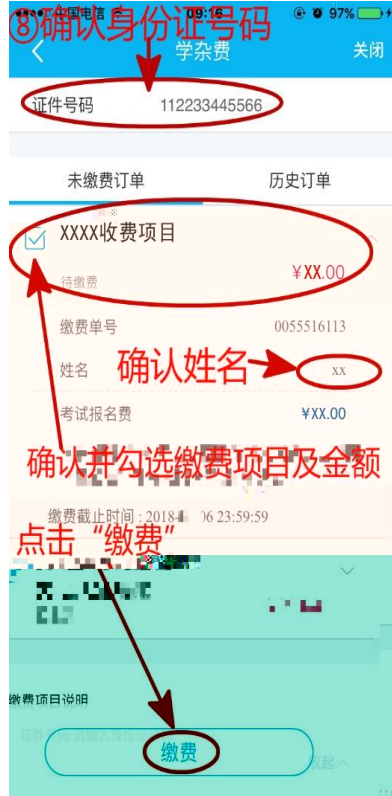 中国电信 09:16 97%
⑧确认身份证号码
学杂费 关闭
证件号码 112233445566
未缴费订单 历史订单
XXXX收费项目
待缴费 ¥XX.00
缴费单号 0055516113
确认姓名
姓名 xx
考试报名费 ¥XX.00
确认并勾选缴费项目及金额
缴费截止时间 : 2018- 06 23:59:59
点击“缴费”
缴费项目说明
缴费
收起